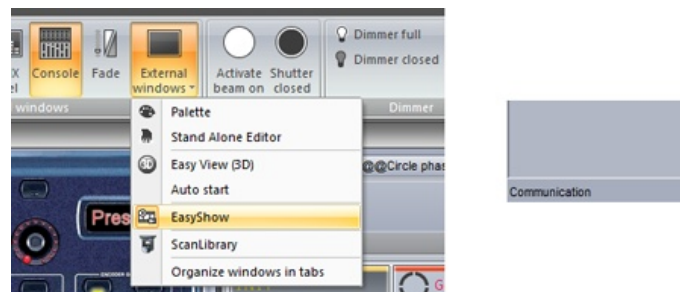 X Console Fade External windows Activate beam on Shutter closed
Dimmer full
Dimmer closed
windows
Dimmer
Palette
Stand Alone Editor
Easy View (3D)
@@Circle phas
Auto start
Pres
EasyShow
ScanLibrary
Organize windows in tabs
G
Communication